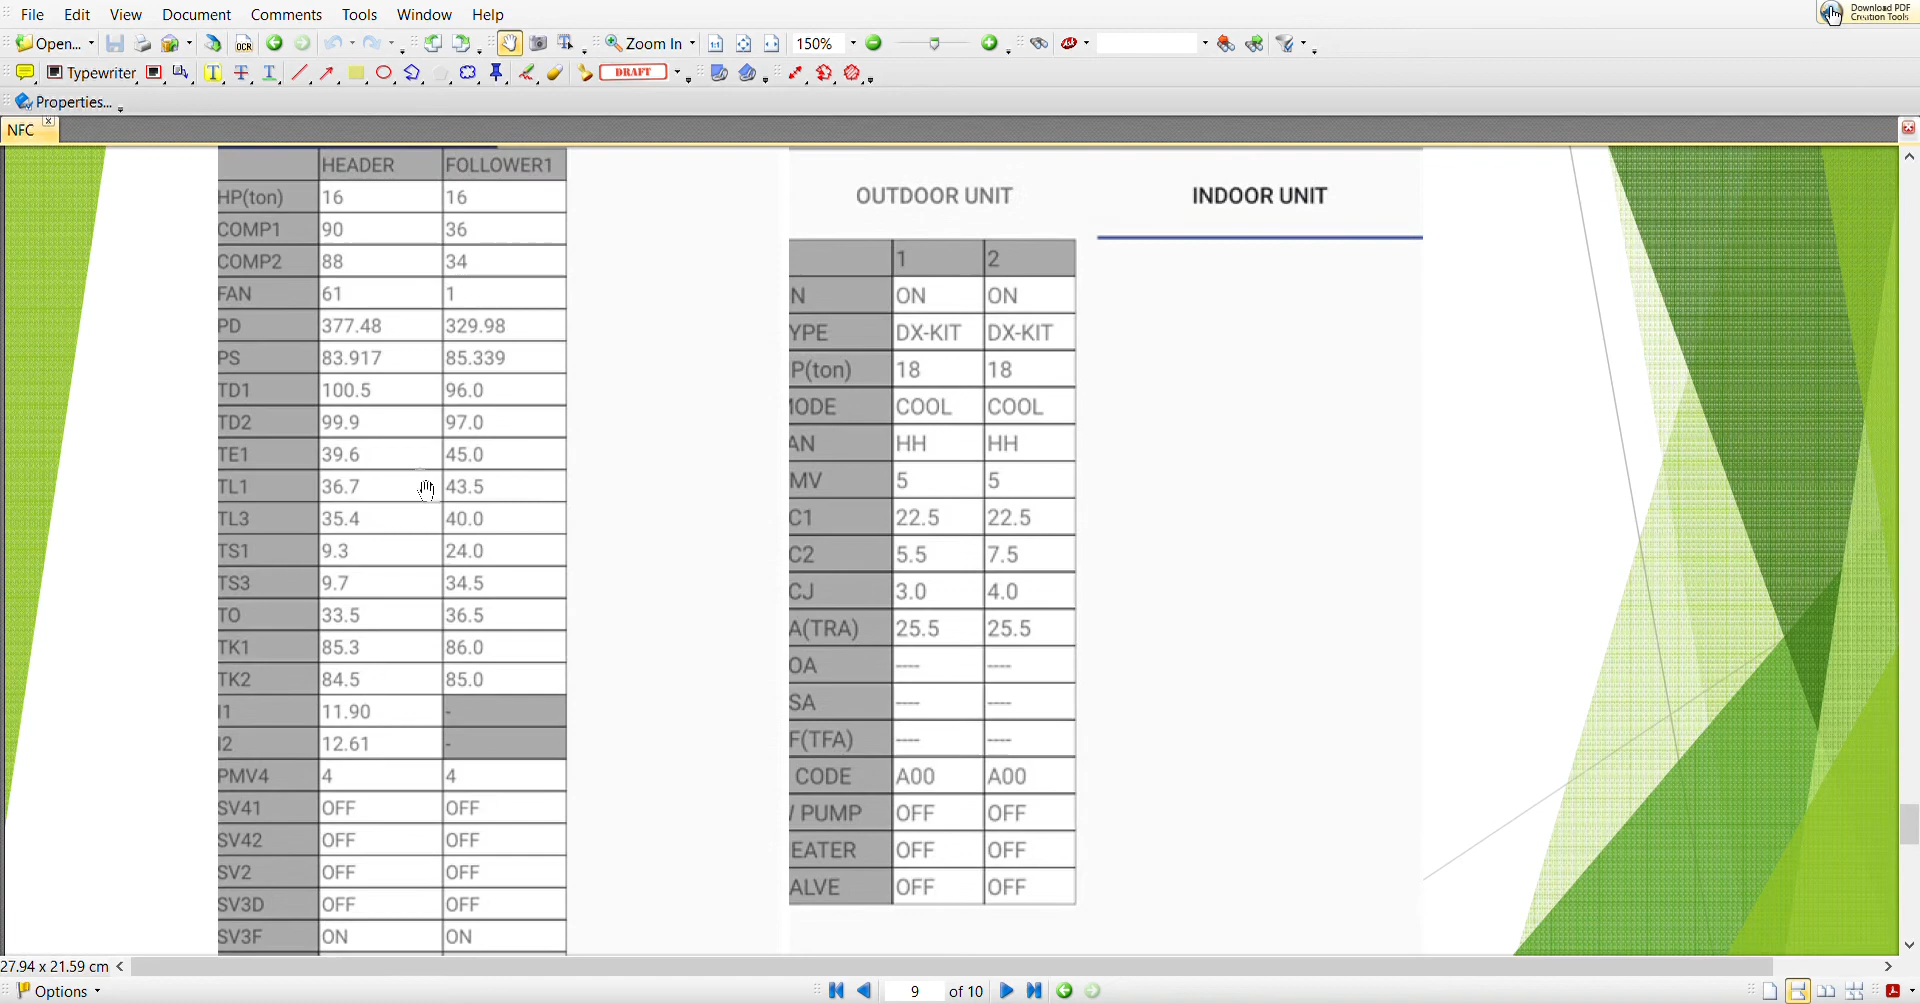 File Edit View Document Comments Tools Window Help
Download PDF
Creation Tools
Open... OCR Zoom In 150%
Typewriter DRAFT
Properties...
NFC
HEADER FOLLOWER1
HP(ton) 16 16
COMP1 90 36
COMP2 88 34
FAN 61 1
PD 377.48 329.98
PS 83.917 85.339
TD1 100.5 96.0
TD2 99.9 97.0
TE1 39.6 45.0
TL1 36.7 43.5
TL3 35.4 40.0
TS1 9.3 24.0
TS3 9.7 34.5
TO 33.5 36.5
TK1 85.3 86.0
TK2 84.5 85.0
I1 11.90 -
I2 12.61 -
PMV4 4 4
SV41 OFF OFF
SV42 OFF OFF
SV2 OFF OFF
SV3D OFF OFF
SV3F ON ON
OUTDOOR UNIT INDOOR UNIT
1 2
N ON ON
YPE DX-KIT DX-KIT
P(ton) 18 18
MODE COOL COOL
AN HH HH
MV 5 5
C1 22.5 22.5
C2 5.5 7.5
CJ 3.0 4.0
A(TRA) 25.5 25.5
OA ---- ----
SA ---- ----
F(TFA) ---- ----
CODE A00 A00
/ PUMP OFF OFF
EATER OFF OFF
ALVE OFF OFF
27.94 x 21.59 cm
Options 9 of 10